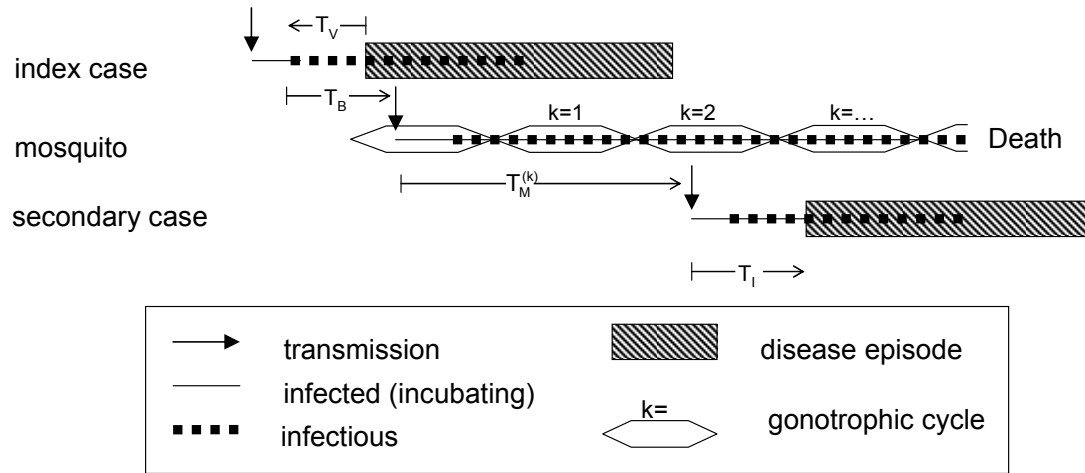 T_V
index case
T_B
k=1 k=2 k=...
mosquito
Death
T_M^(k)
secondary case
T_I
transmission
disease episode
infected (incubating)
k=
gonotrophic cycle
infectious